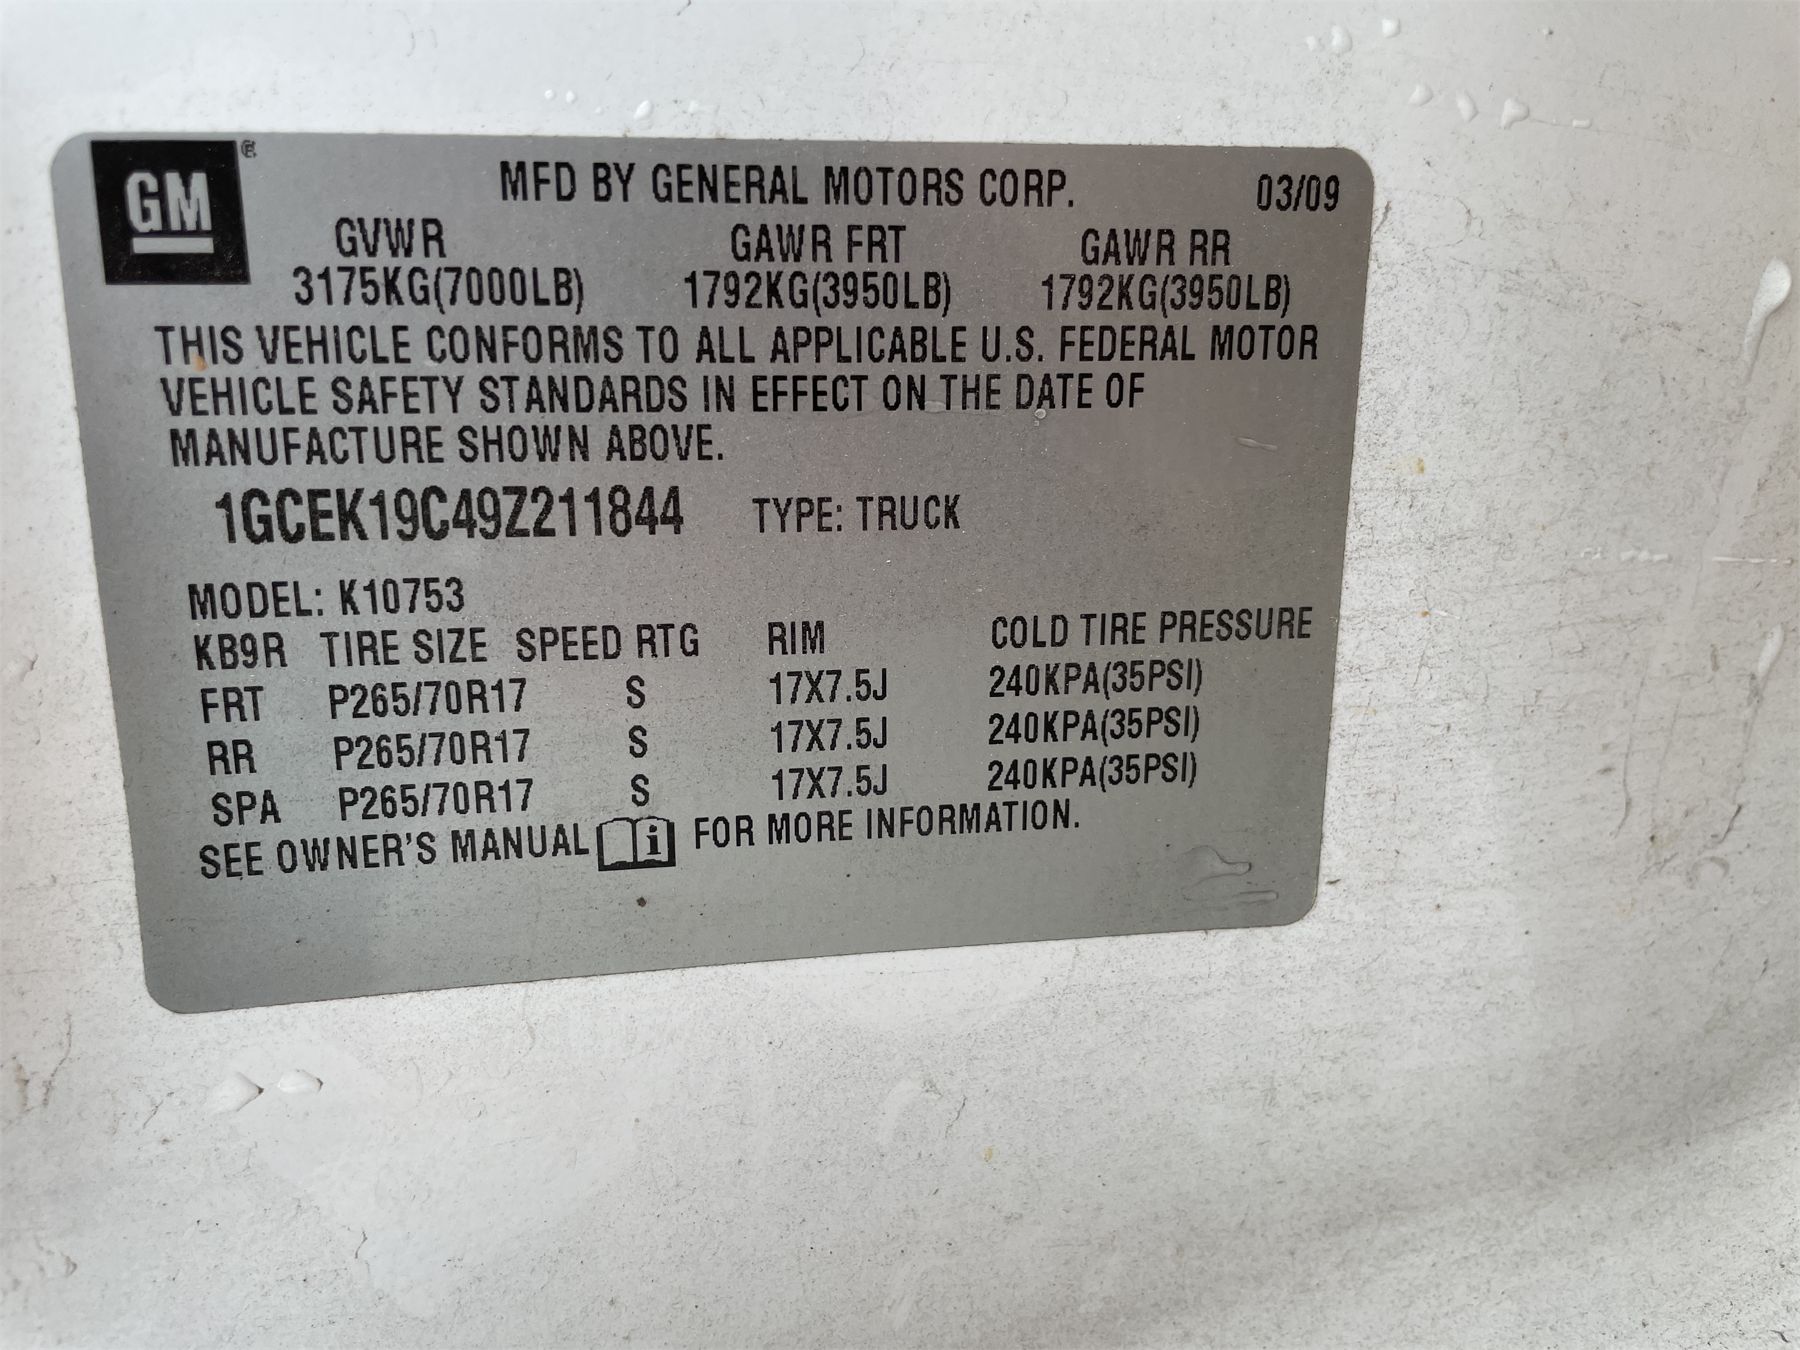 GM
MFD BY GENERAL MOTORS CORP. 03/09
GVWR GAWR FRT GAWR RR
3175KG(7000LB) 1792KG(3950LB) 1792KG(3950LB)
THIS VEHICLE CONFORMS TO ALL APPLICABLE U.S. FEDERAL MOTOR
VEHICLE SAFETY STANDARDS IN EFFECT ON THE DATE OF
MANUFACTURE SHOWN ABOVE.
1GCEK19C49Z211844 TYPE: TRUCK
MODEL: K10753
KB9R TIRE SIZE SPEED RTG RIM COLD TIRE PRESSURE
FRT P265/70R17 S 17X7.5J 240KPA(35PSI)
RR P265/70R17 S 17X7.5J 240KPA(35PSI)
SPA P265/70R17 S 17X7.5J 240KPA(35PSI)
SEE OWNER'S MANUAL i FOR MORE INFORMATION.